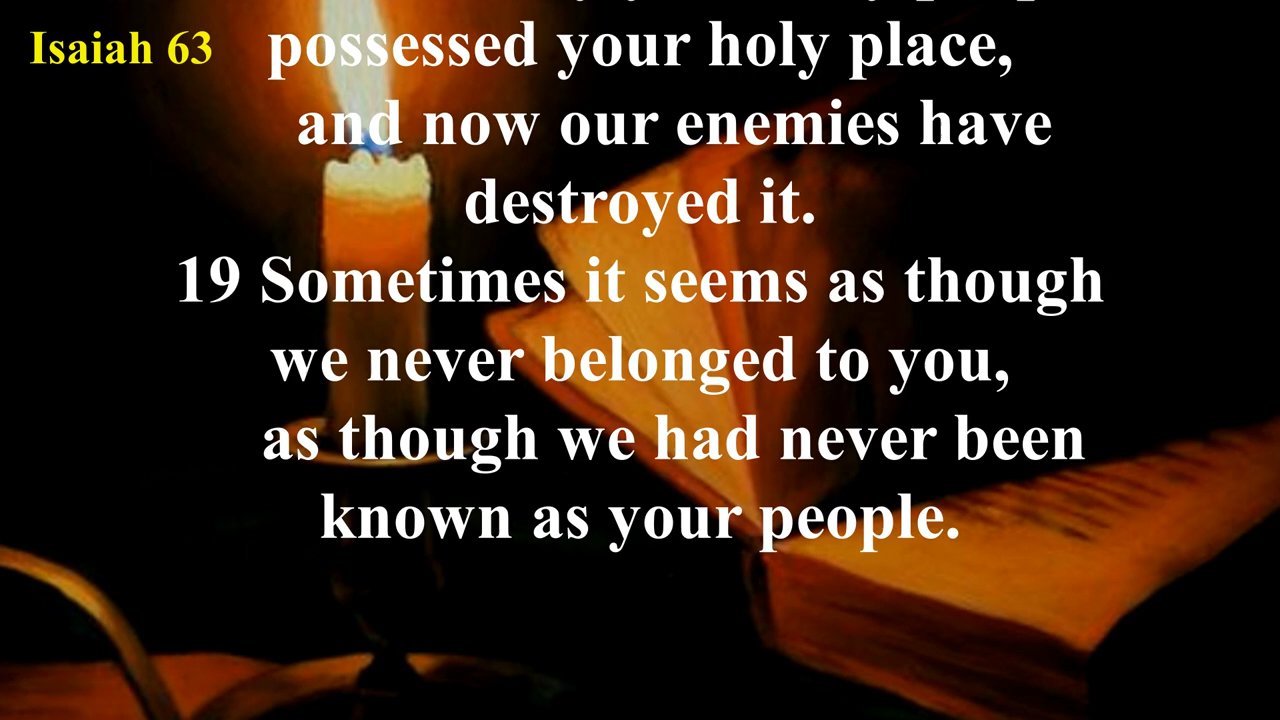 Isaiah 63
possessed your holy place,
and now our enemies have
destroyed it.
19 Sometimes it seems as though
we never belonged to you,
as though we had never been
known as your people.